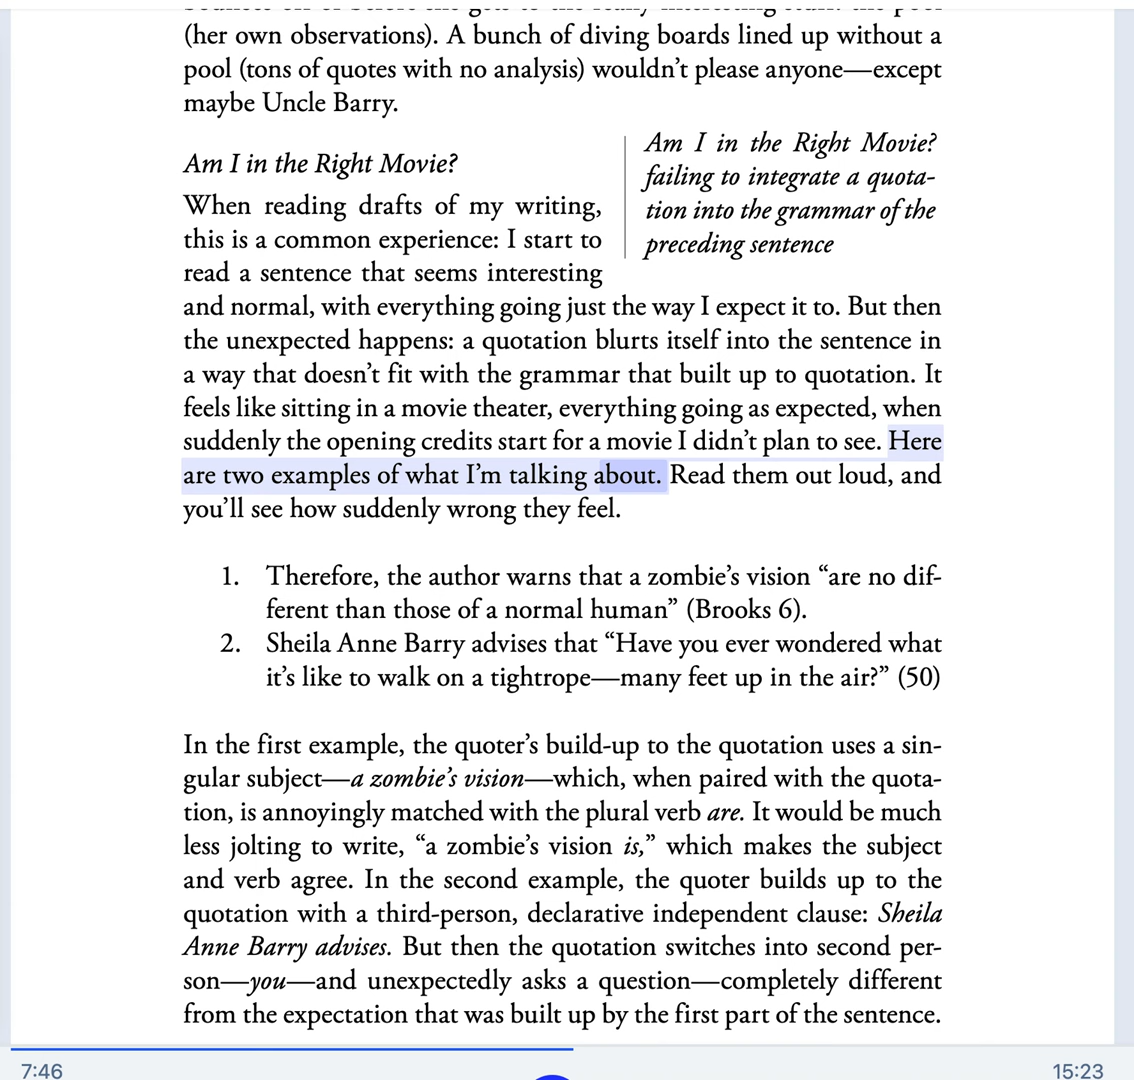 (her own observations). A bunch of diving boards lined up without a
pool (tons of quotes with no analysis) wouldn’t please anyone—except
maybe Uncle Barry.
Am I in the Right Movie?
When reading drafts of my writing,
this is a common experience: I start to
read a sentence that seems interesting
Am I in the Right Movie?
failing to integrate a quota-
tion into the grammar of the
preceding sentence
and normal, with everything going just the way I expect it to. But then
the unexpected happens: a quotation blurts itself into the sentence in
a way that doesn’t fit with the grammar that built up to quotation. It
feels like sitting in a movie theater, everything going as expected, when
suddenly the opening credits start for a movie I didn’t plan to see. Here
are two examples of what I’m talking about. Read them out loud, and
you’ll see how suddenly wrong they feel.
1. Therefore, the author warns that a zombie’s vision “are no dif-
ferent than those of a normal human” (Brooks 6).
2. Sheila Anne Barry advises that “Have you ever wondered what
it’s like to walk on a tightrope—many feet up in the air?” (50)
In the first example, the quoter’s build-up to the quotation uses a sin-
gular subject—a zombie’s vision—which, when paired with the quota-
tion, is annoyingly matched with the plural verb are. It would be much
less jolting to write, “a zombie’s vision is,” which makes the subject
and verb agree. In the second example, the quoter builds up to the
quotation with a third-person, declarative independent clause: Sheila
Anne Barry advises. But then the quotation switches into second per-
son—you—and unexpectedly asks a question—completely different
from the expectation that was built up by the first part of the sentence.
7:46
15:23